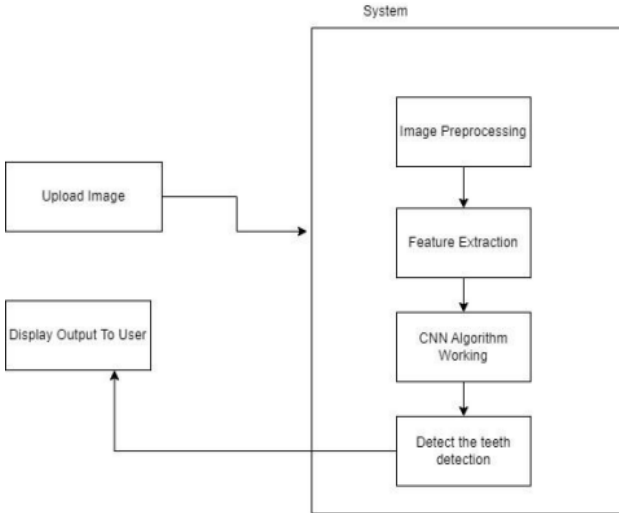 System
Image Preprocessing
Upload Image
Feature Extraction
Display Output To User
CNN Algorithm
Working
Detect the teeth
detection